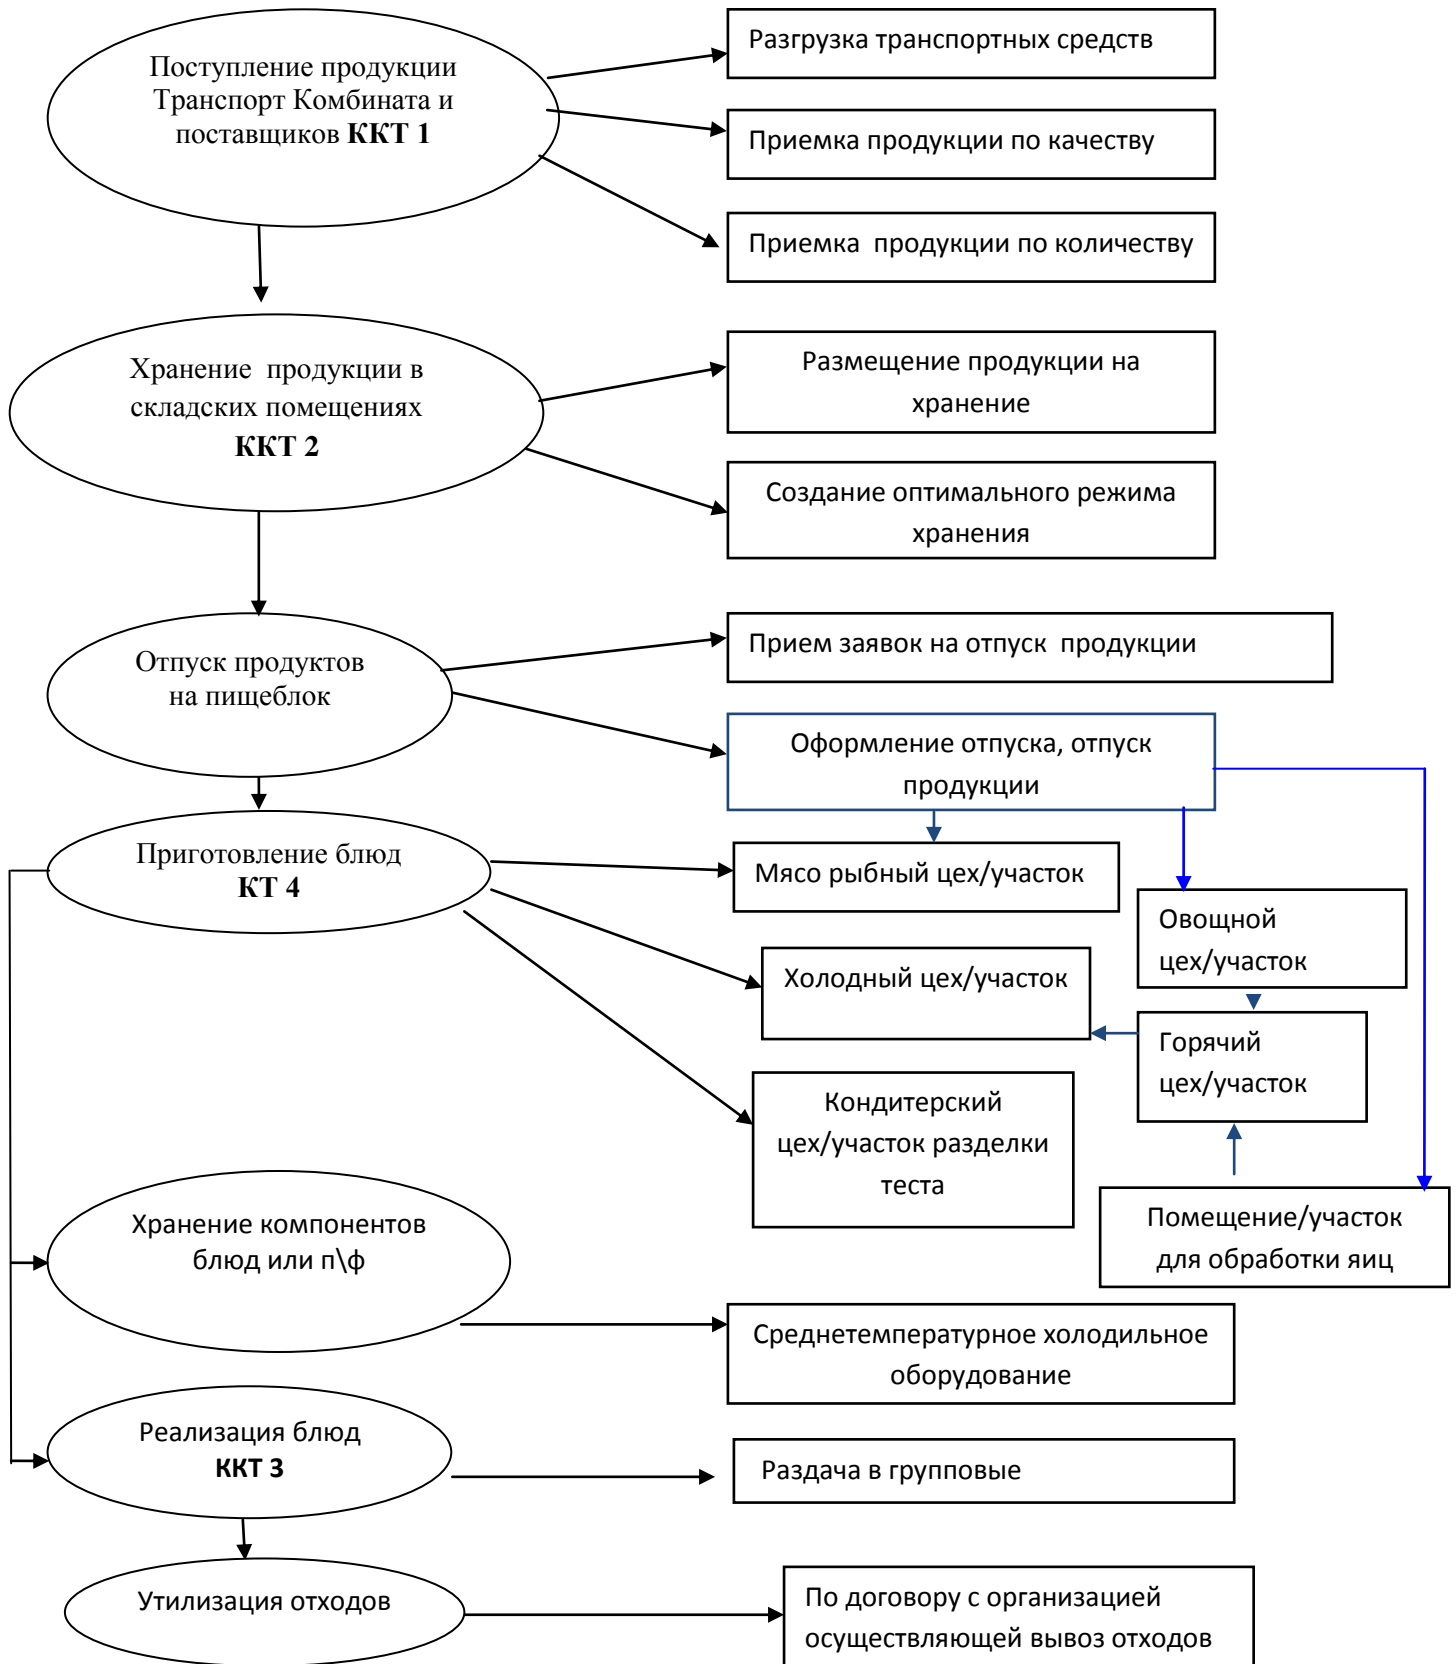 Поступление продукции
Транспорт Комбината и
поставщиков ККТ 1
Разгрузка транспортных средств
Приемка продукции по качеству
Приемка  продукции по количеству
Хранение  продукции в
складских помещениях
ККТ 2
Размещение продукции на
хранение
Создание оптимального режима
хранения
Отпуск продуктов
на пищеблок
Прием заявок на отпуск  продукции
Оформление отпуска, отпуск
продукции
Приготовление блюд
КТ 4
Мясо рыбный цех/участок
Овощной
цех/участок
Холодный цех/участок
Горячий
цех/участок
Кондитерский
цех/участок разделки
теста
Помещение/участок
для обработки яиц
Хранение компонентов
блюд или п\ф
Среднетемпературное холодильное
оборудование
Реализация блюд
ККТ 3
Раздача в групповые
Утилизация отходов
По договору с организацией
осуществляющей вывоз отходов